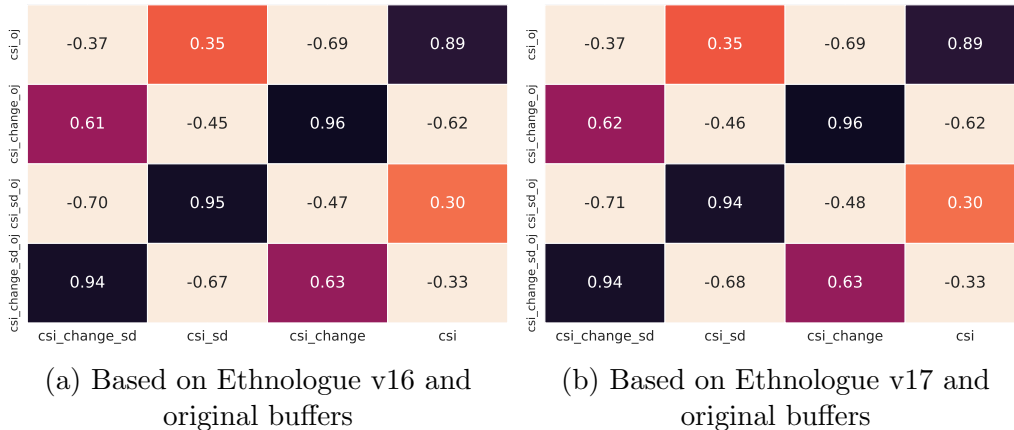 csi_oj -0.37 0.35 -0.69 0.89
csi_change_oj 0.61 -0.45 0.96 -0.62
csi_sd_oj -0.70 0.95 -0.47 0.30
csi_change_sd_oj 0.94 -0.67 0.63 -0.33
csi_change_sd csi_sd csi_change csi
(a) Based on Ethnologue v16 and
original buffers
csi_oj -0.37 0.35 -0.69 0.89
csi_change_oj 0.62 -0.46 0.96 -0.62
csi_sd_oj -0.71 0.94 -0.48 0.30
csi_change_sd_oj 0.94 -0.68 0.63 -0.33
csi_change_sd csi_sd csi_change csi
(b) Based on Ethnologue v17 and
original buffers